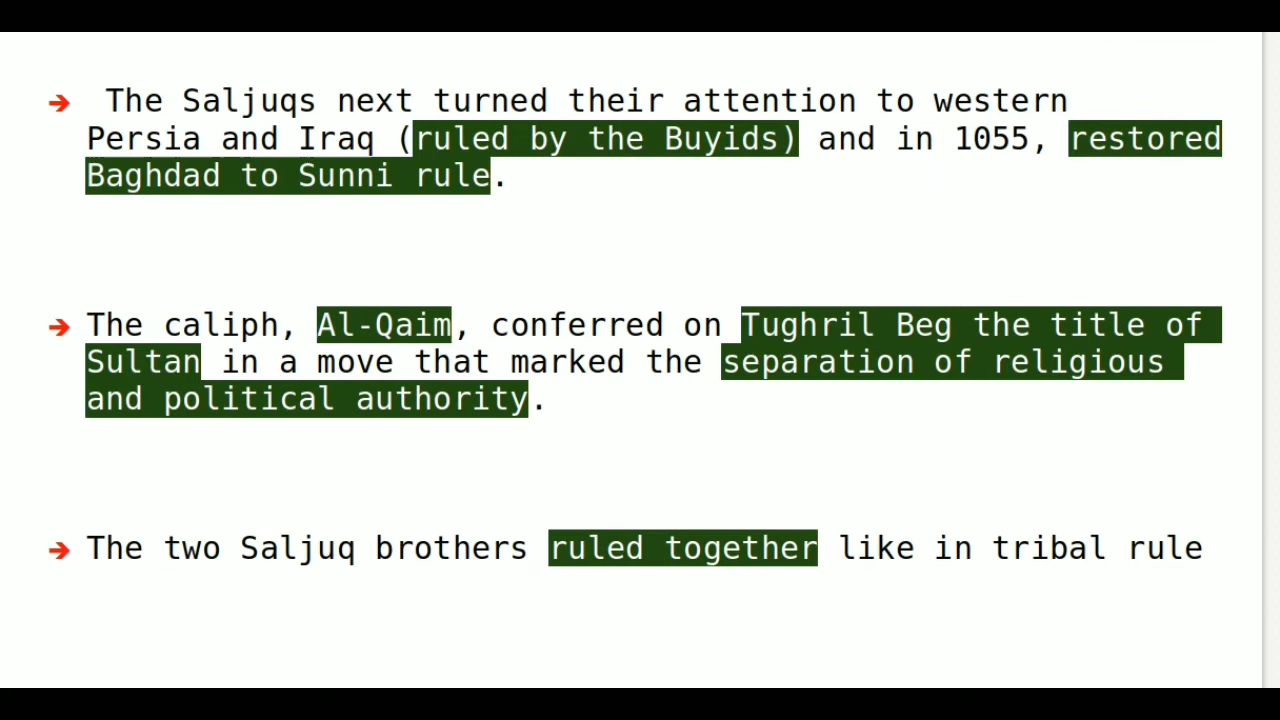 ➔ The Saljuqs next turned their attention to western
Persia and Iraq (ruled by the Buyids) and in 1055, restored
Baghdad to Sunni rule.
➔ The caliph, Al-Qaim, conferred on Tughril Beg the title of
Sultan in a move that marked the separation of religious
and political authority.
➔ The two Saljuq brothers ruled together like in tribal rule